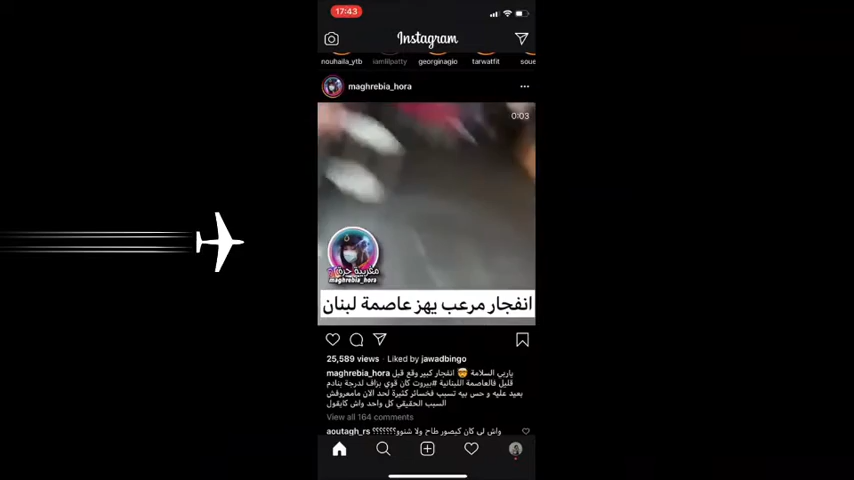 17:43
Instagram
nouhaila_ytb iamlilpatty georginagio tarwatfit soue
maghrebia_hora
0:03
مغربية حرة
maghrebia_hora
انفجار مرعب يهز عاصمة لبنان
25,589 views · Liked by jawadbingo
maghrebia_hora ياربي السلامة 🤯 انفجار كبير وقع قبل
قليل فالعاصمة اللبنانية #بيروت كان قوي بزاف لدرجة بنادم
بعيد عليه و حس بيه تسبب فخسائر كثيرة لحد الان مامعروفش
السبب الحقيقي كل واحد واش كايقول
View all 164 comments
aoutagh_rs واش لي كان كيصور طاح ولا شنوو؟؟؟؟؟؟؟